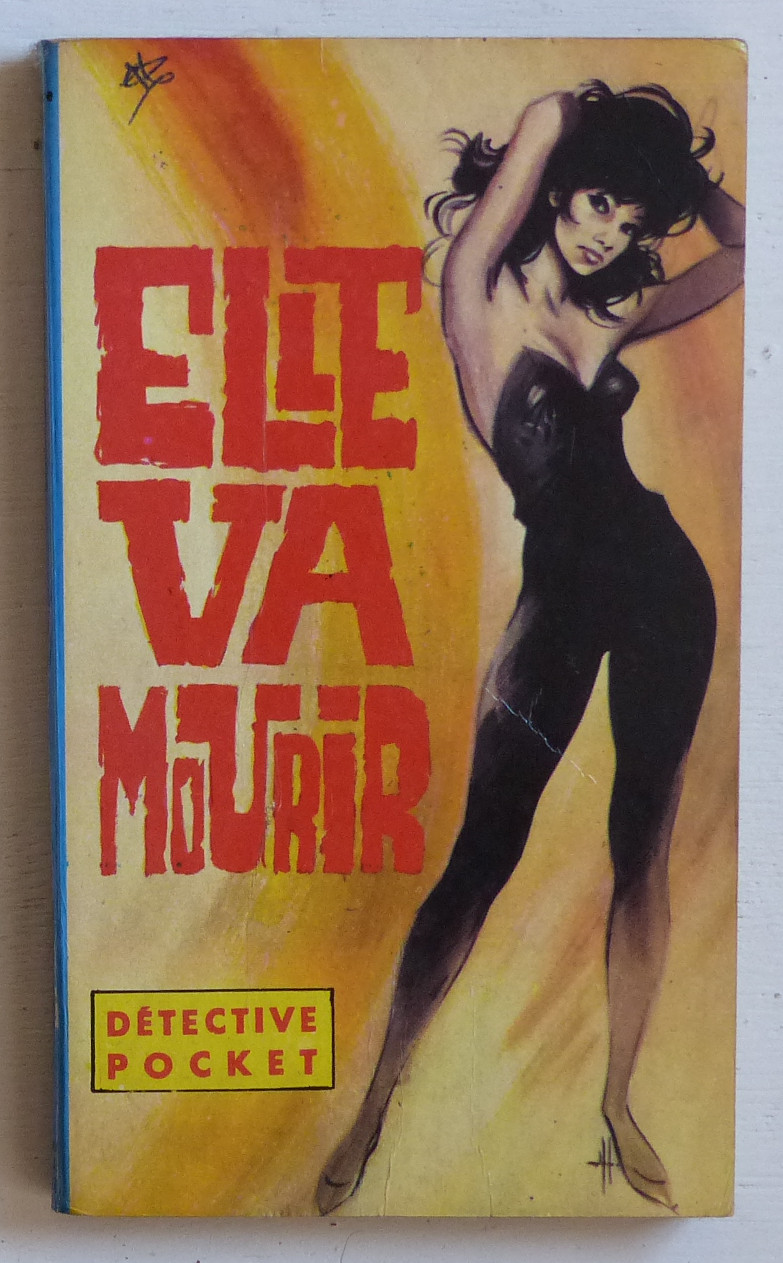 ELLE
VA
MOURIR
DÉTECTIVE
POCKET